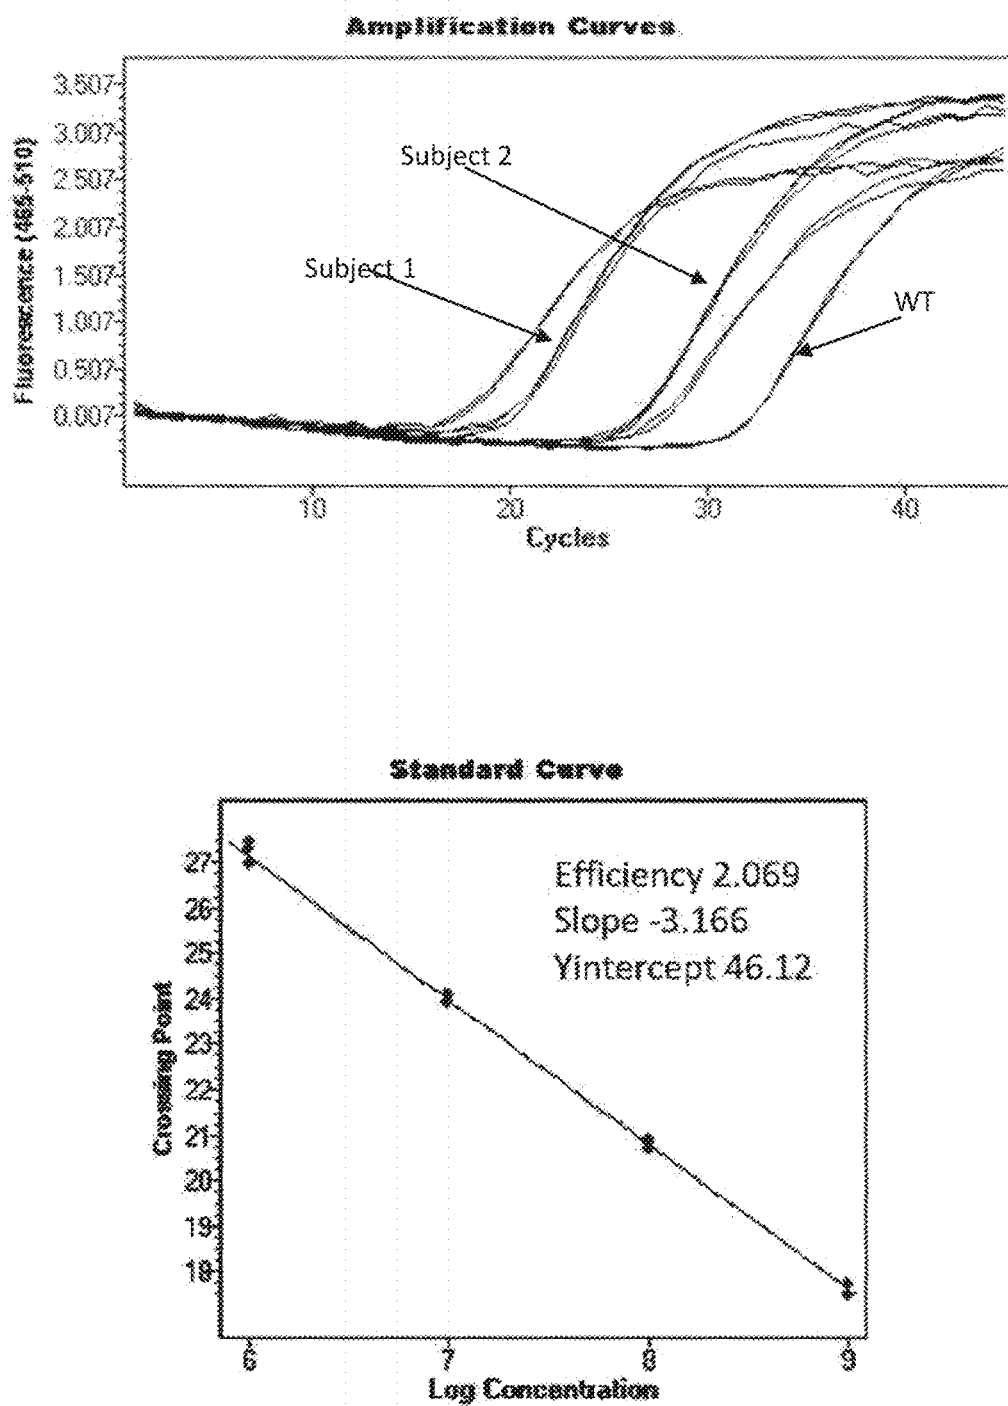 Amplification Curves
Fluorescence (465-510)
3.507
3.007
2.507
2.007
1.507
1.007
0.507
0.007
Subject 2
Subject 1
WT
10 20 30 40
Cycles
Standard Curve
Crossing Point
27
26
25
24
23
22
21
20
19
18
Efficiency 2.069
Slope -3.166
Yintercept 46.12
6 7 8 9
Log Concentration